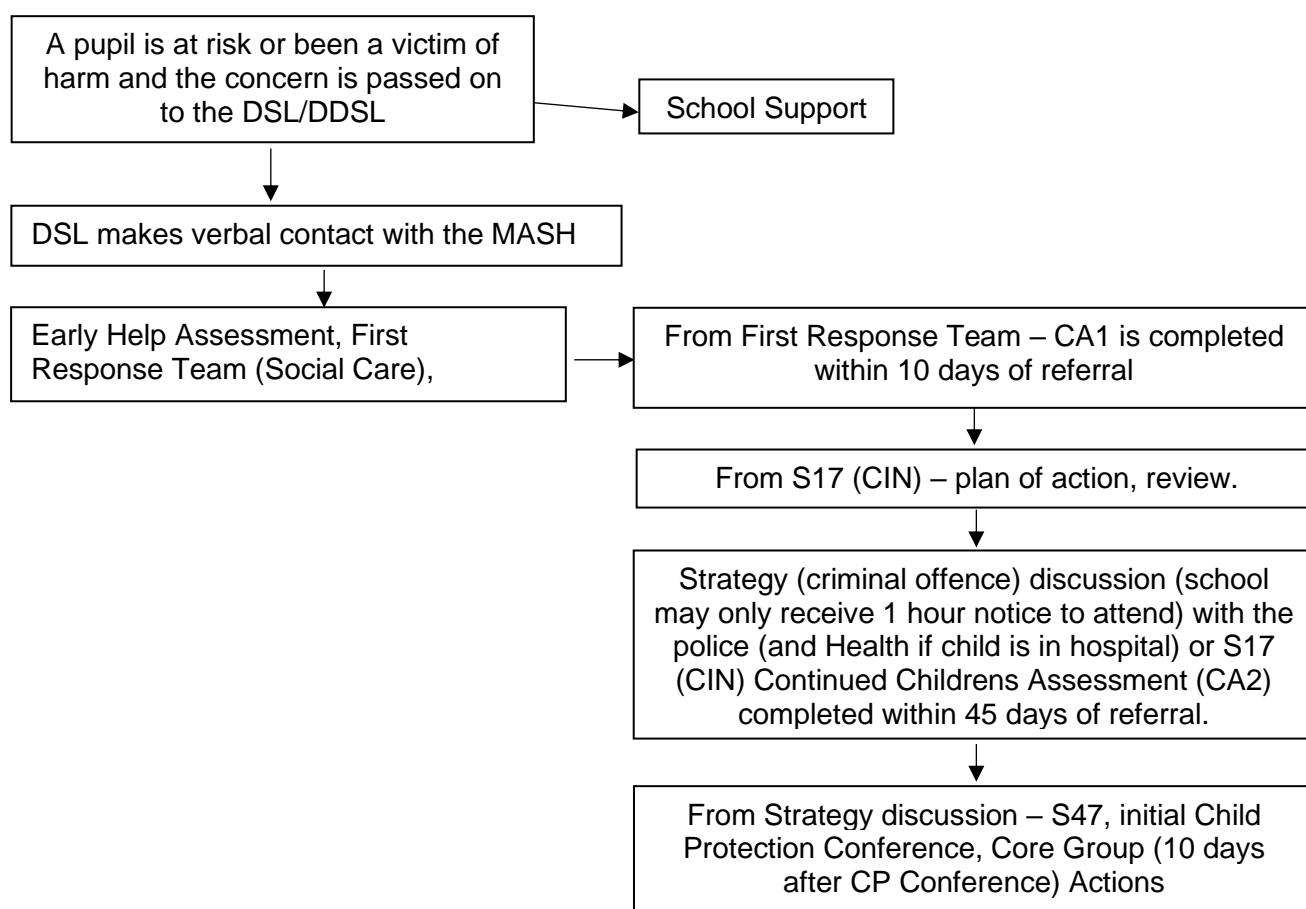 A pupil is at risk or been a victim of
harm and the concern is passed on
to the DSL/DDSL
School Support
DSL makes verbal contact with the MASH
Early Help Assessment, First
Response Team (Social Care),
From First Response Team – CA1 is completed
within 10 days of referral
From S17 (CIN) – plan of action, review.
Strategy (criminal offence) discussion (school
may only receive 1 hour notice to attend) with the
police (and Health if child is in hospital) or S17
(CIN) Continued Childrens Assessment (CA2)
completed within 45 days of referral.
From Strategy discussion – S47, initial Child
Protection Conference, Core Group (10 days
after CP Conference) Actions